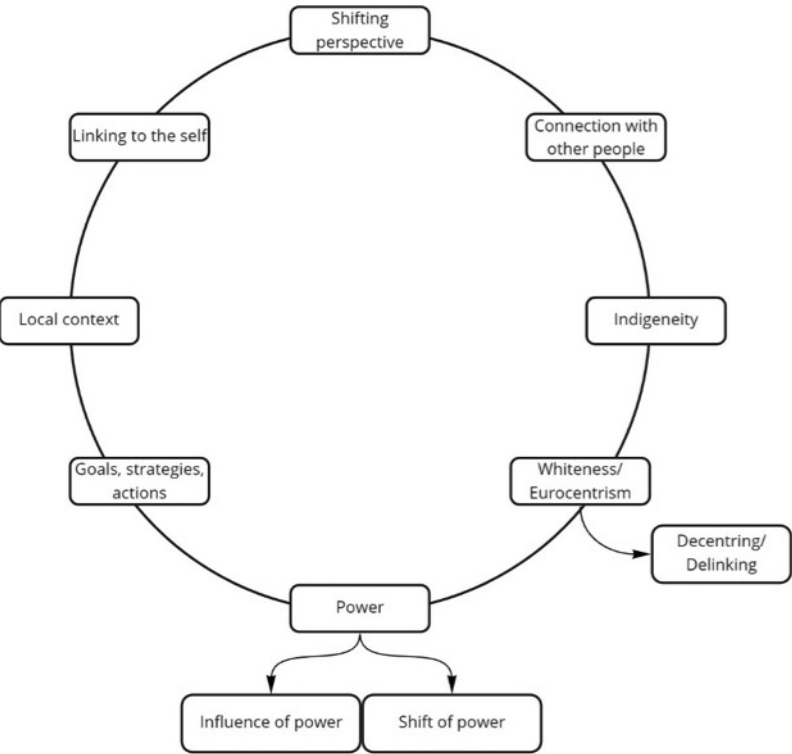 Shifting
perspective
Linking to the self
Connection with
other people
Local context
Indigeneity
Goals, strategies,
actions
Whiteness/
Eurocentrism
Decentring/
Delinking
Power
Influence of power
Shift of power